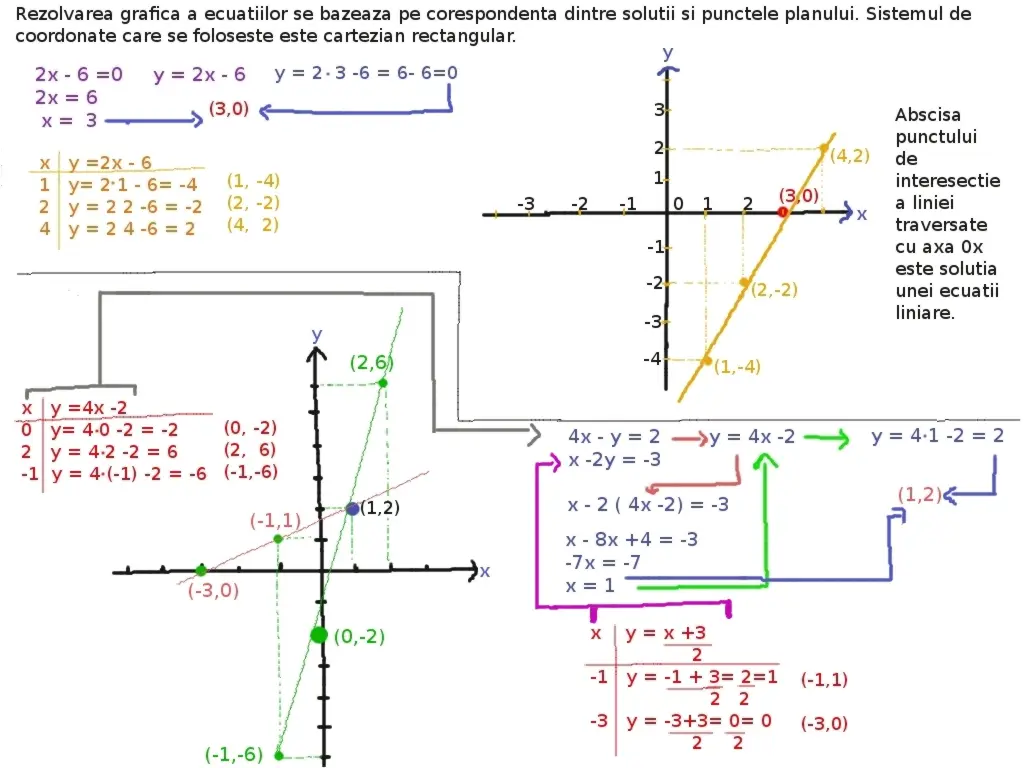 Rezolvarea grafica a ecuatiilor se bazeaza pe corespondenta dintre solutii si punctele planului. Sistemul de
coordonate care se foloseste este cartezian rectangular.
2x - 6 =0 y = 2x - 6 y = 2· 3 -6 = 6- 6=0
2x = 6
x = 3
(3,0)
x y =2x - 6
1 y= 2·1 - 6= -4 (1, -4)
2 y = 2 2 -6 = -2 (2, -2)
4 y = 2 4 -6 = 2 (4, 2)
y
3
2
1
-3 -2 -1 0 1 2
x
-1
-2
-3
-4
(4,2)
(3,0)
(2,-2)
(1,-4)
Abscisa
punctului
de
interesectie
a liniei
traversate
cu axa 0x
este solutia
unei ecuatii
liniare.
x y =4x -2
0 y= 4·0 -2 = -2 (0, -2)
2 y = 4·2 -2 = 6 (2, 6)
-1 y = 4·(-1) -2 = -6 (-1,-6)
y
(2,6)
(1,2)
(-1,1)
x
(-3,0)
(0,-2)
(-1,-6)
4x - y = 2 y = 4x -2 y = 4·1 -2 = 2
x -2y = -3
(1,2)
x - 2 ( 4x -2) = -3
x - 8x +4 = -3
-7x = -7
x = 1
x y = x +3
2
-1 y = -1 + 3= 2=1 (-1,1)
2 2
-3 y = -3+3= 0= 0 (-3,0)
2 2